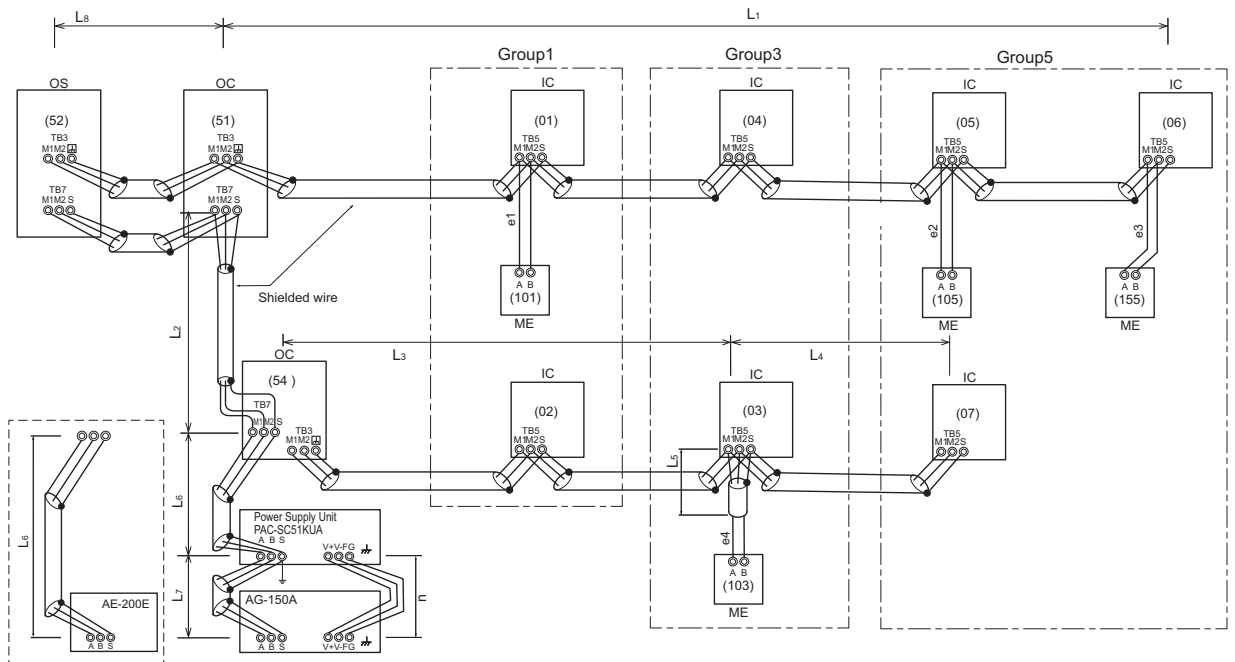 L8
L1
Group1
Group3
Group5
OS
OC
IC
IC
IC
IC
(52)
(51)
(01)
(04)
(05)
(06)
TB3
M1M2
TB3
M1M2
TB5
M1M2S
TB5
M1M2S
TB5
M1M2S
TB5
M1M2S
TB7
M1M2 S
TB7
M1M2 S
e1
e2
e3
Shielded wire
A B
(101)
ME
A B
(105)
ME
A B
(155)
ME
L2
L3
L4
OC
IC
IC
IC
(54 )
(02)
(03)
(07)
TB7
M1M2 S
TB3
M1M2
TB5
M1M2S
TB5
M1M2S
TB5
M1M2S
L5
e4
A B
(103)
ME
L6
L6
Power Supply Unit
PAC-SC51KUA
A B S
V+V-FG
L7
n
AG-150A
A B S
V+V-FG
AE-200E
A B S